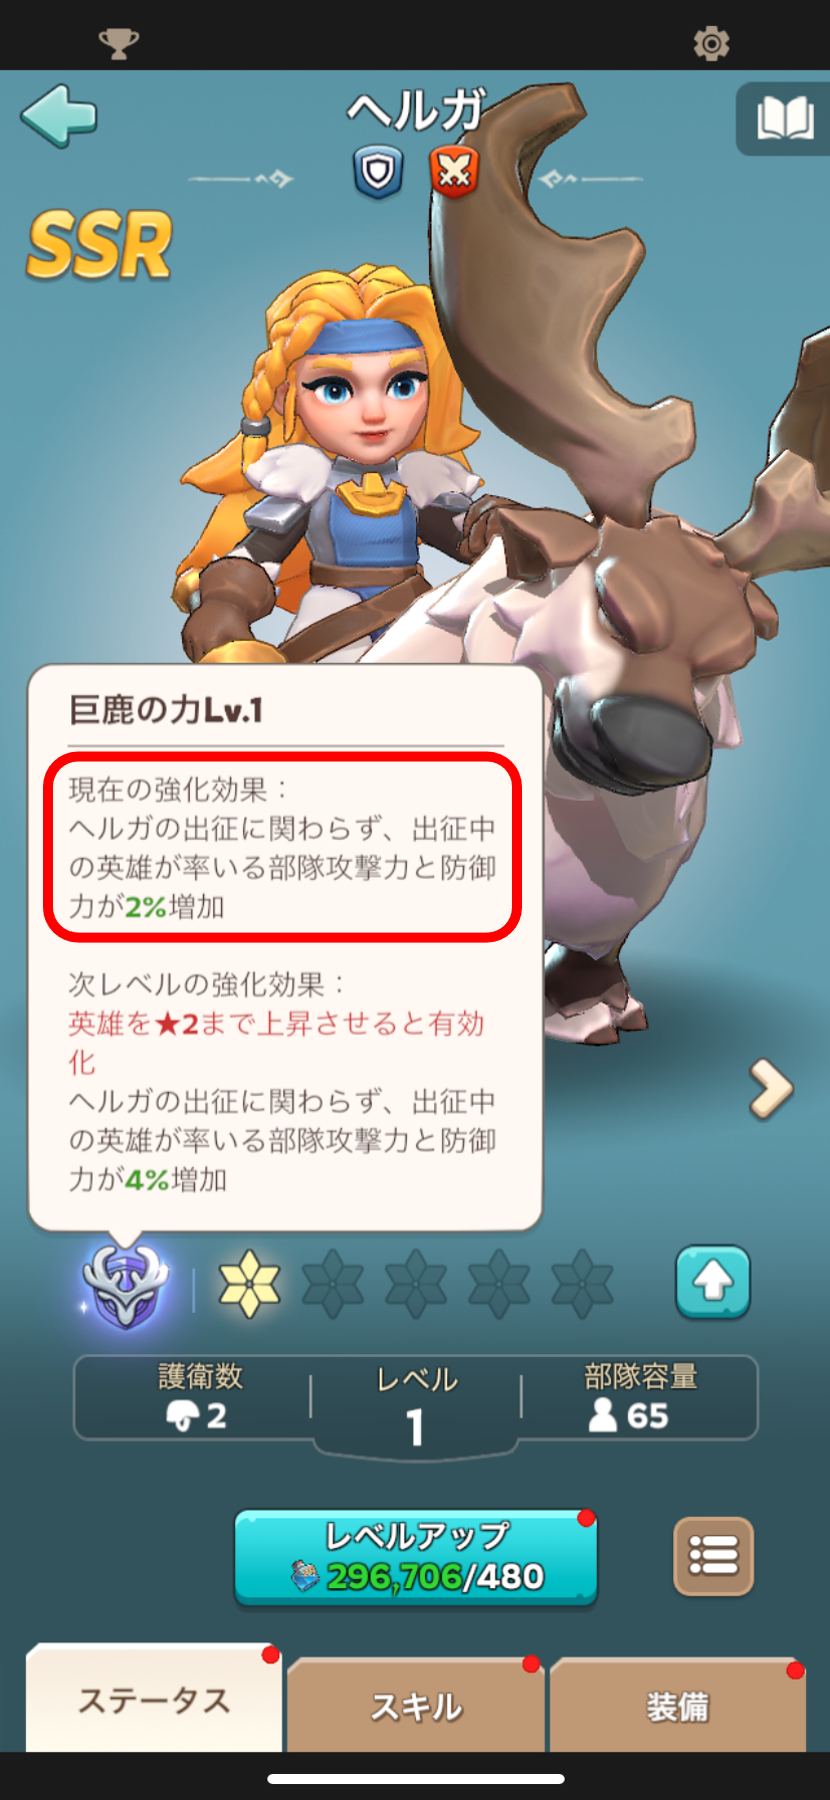 ヘルガ
SSR
巨鹿の力Lv.1
現在の強化効果：
ヘルガの出征に関わらず、出征中
の英雄が率いる部隊攻撃力と防御
力が2%増加
次レベルの強化効果：
英雄を★2まで上昇させると有効
化
ヘルガの出征に関わらず、出征中
の英雄が率いる部隊攻撃力と防御
力が4%増加
護衛数
2
レベル
1
部隊容量
65
レベルアップ
296,706/480
ステータス
スキル
装備